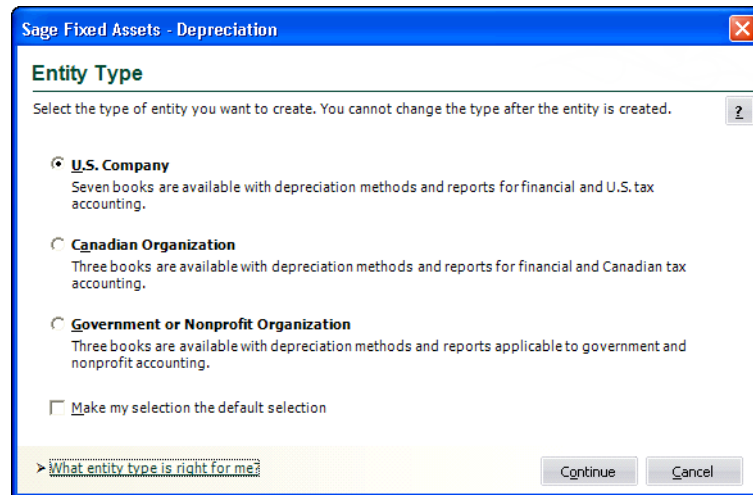 Sage Fixed Assets - Depreciation
Entity Type
Select the type of entity you want to create. You cannot change the type after the entity is created.
?
U.S. Company
Seven books are available with depreciation methods and reports for financial and U.S. tax
accounting.
Canadian Organization
Three books are available with depreciation methods and reports for financial and Canadian tax
accounting.
Government or Nonprofit Organization
Three books are available with depreciation methods and reports applicable to government and
nonprofit accounting.
Make my selection the default selection
What entity type is right for me?
Continue
Cancel